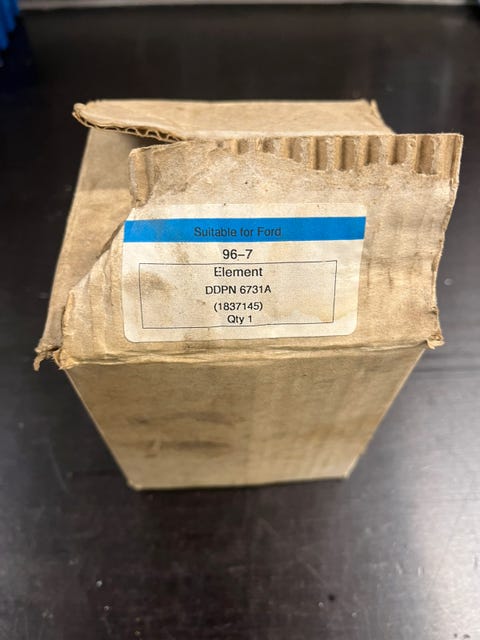 Suitable for Ford
96-7
Element
DDPN 6731A
(1837145)
Qty 1